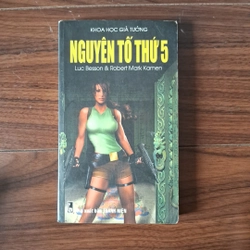 KHOA HỌC GIẢ TƯỞNG
NGUYÊN TỐ THỨ 5
Luc Besson & Robert Mark Kamen